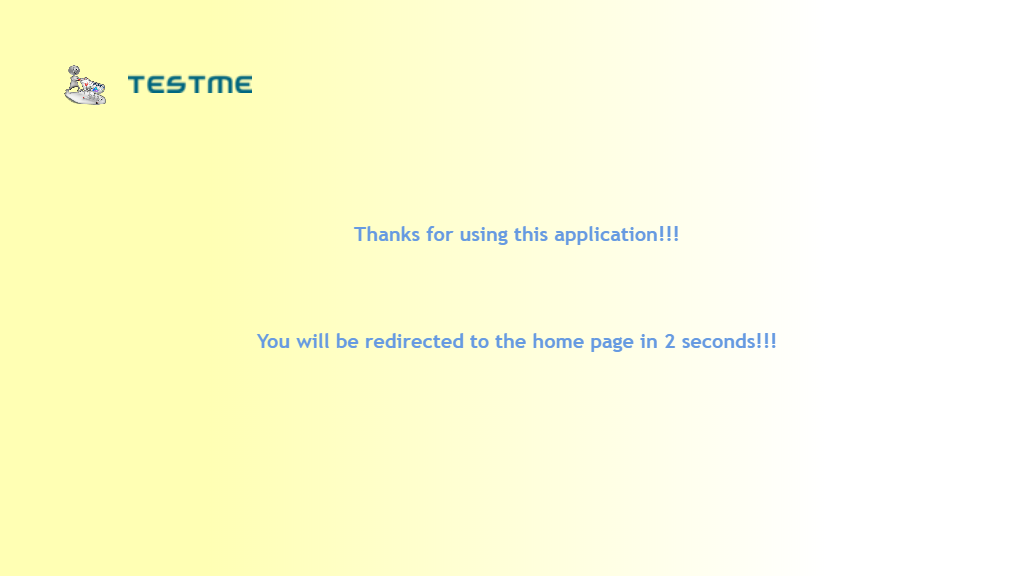 TESTME
Thanks for using this application!!!
You will be redirected to the home page in 2 seconds!!!